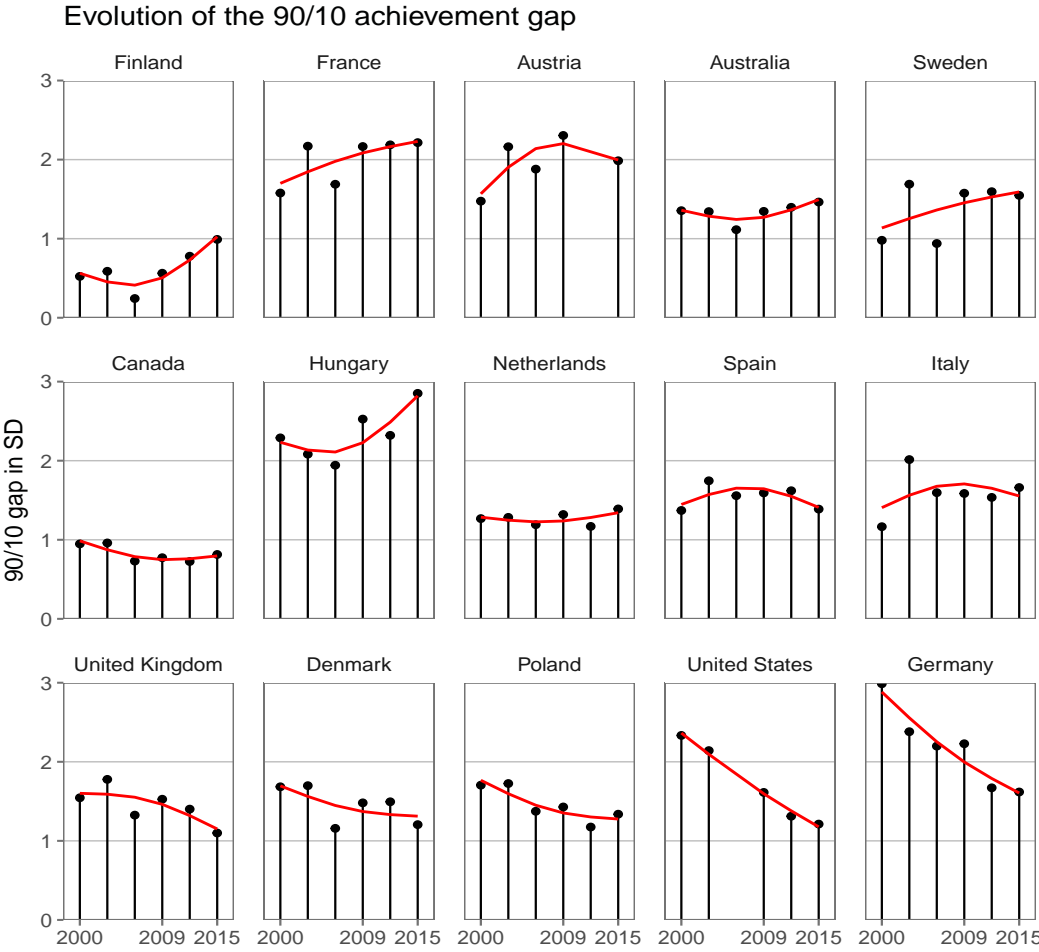 Evolution of the 90/10 achievement gap
Finland France Austria Australia Sweden
3
2
1
0
Canada Hungary Netherlands Spain Italy
3
2
1
0
90/10 gap in SD
United Kingdom Denmark Poland United States Germany
3
2
1
0
2000 2009 2015 2000 2009 2015 2000 2009 2015 2000 2009 2015 2000 2009 2015